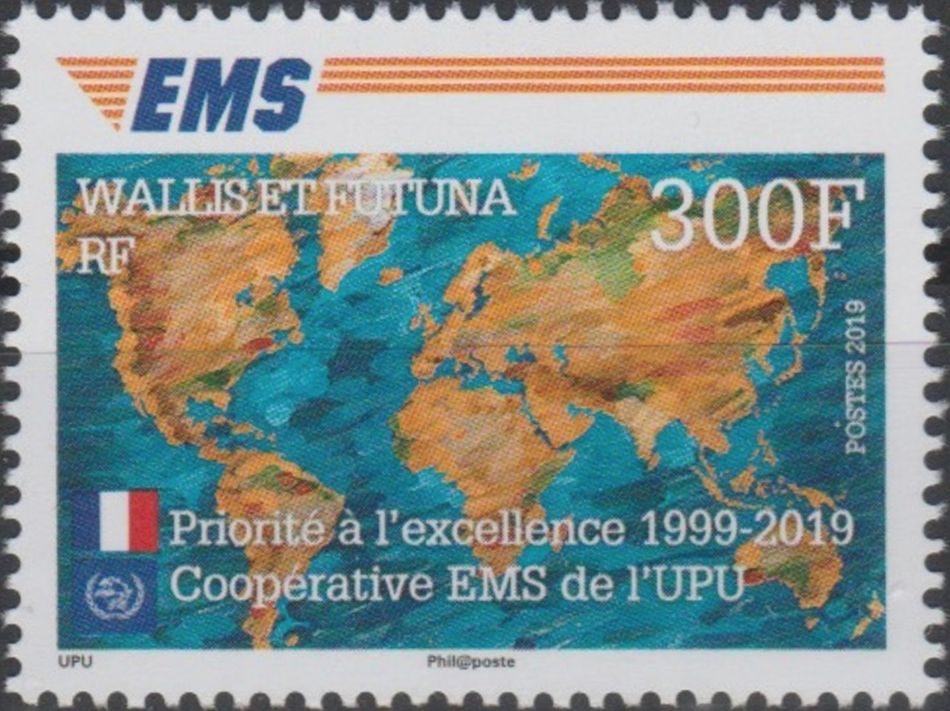 EMS
WALLIS ET FUTUNA
RF
300F
POSTES 2019
Priorité à l'excellence 1999-2019
Coopérative EMS de l'UPU
UPU
Phil@poste